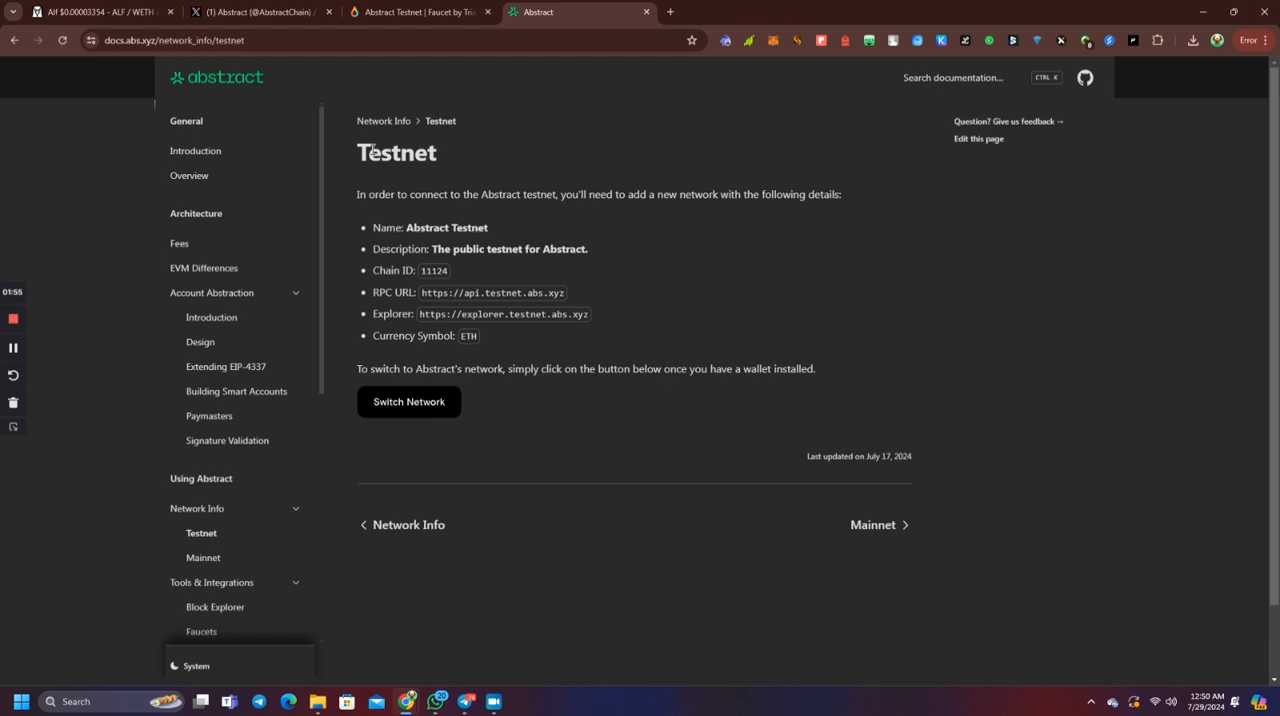 Alf $0.00003354 - ALF / WETH
X (1) Abstract (@AbstractChain) /
Abstract Testnet | Faucet by Tria
Abstract
docs.abs.xyz/network_info/testnet
Error
abstract
Search documentation...
CTRL K
General
Introduction
Overview
Architecture
Fees
EVM Differences
Account Abstraction
Introduction
Design
Extending EIP-4337
Building Smart Accounts
Paymasters
Signature Validation
Using Abstract
Network Info
Testnet
Mainnet
Tools & Integrations
Block Explorer
Faucets
System
Network Info > Testnet
Testnet
In order to connect to the Abstract testnet, you'll need to add a new network with the following details:
• Name: Abstract Testnet
• Description: The public testnet for Abstract.
• Chain ID: 11124
• RPC URL: https://api.testnet.abs.xyz
• Explorer: https://explorer.testnet.abs.xyz
• Currency Symbol: ETH
To switch to Abstract's network, simply click on the button below once you have a wallet installed.
Switch Network
Last updated on July 17, 2024
Network Info
Mainnet
Question? Give us feedback →
Edit this page
01:55
Search
20
12:50 AM
7/29/2024